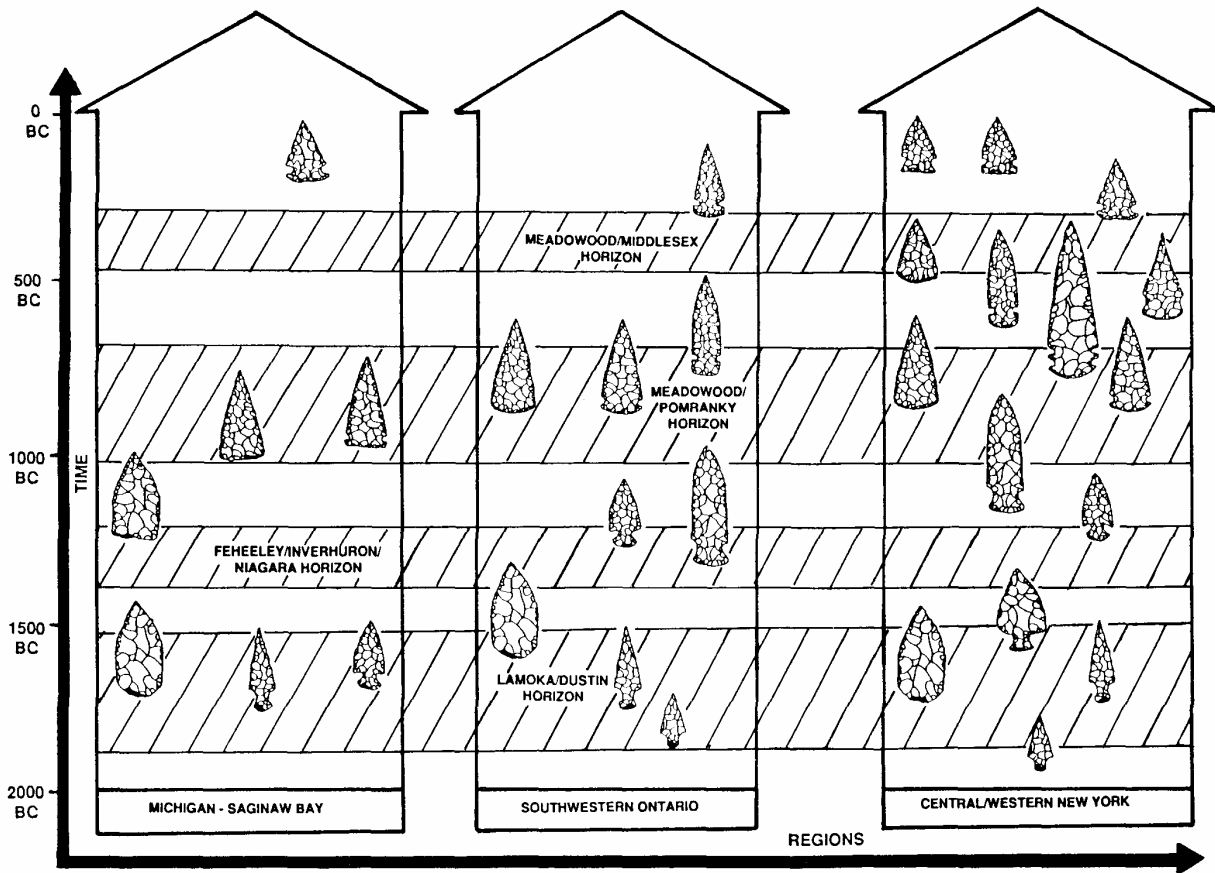 0
BC
MEADOWOOD/MIDDLESEX
HORIZON
500
BC
MEADOWOOD/
POMRANKY
HORIZON
1000
BC
TIME
FEHEELEY/INVERHURON/
NIAGARA HORIZON
1500
BC
LAMOKA/DUSTIN
HORIZON
2000
BC
MICHIGAN - SAGINAW BAY
SOUTHWESTERN ONTARIO
CENTRAL/WESTERN NEW YORK
REGIONS